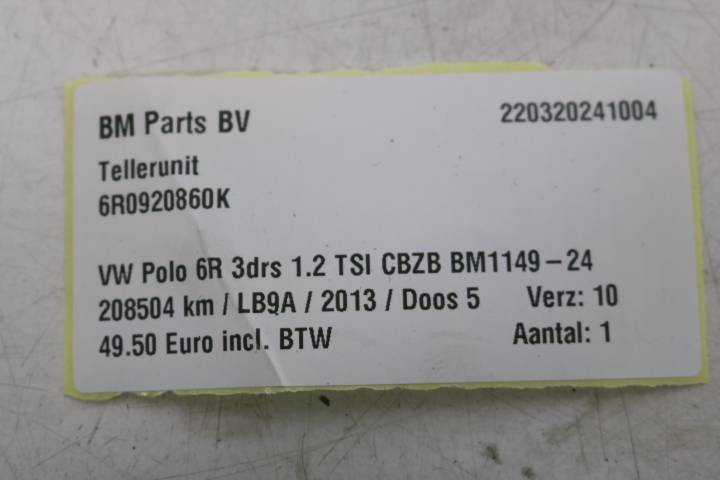 BM Parts BV 220320241004
Tellerunit
6R0920860K
VW Polo 6R 3drs 1.2 TSI CBZB BM1149-24
208504 km / LB9A / 2013 / Doos 5 Verz: 10
49.50 Euro incl. BTW Aantal: 1